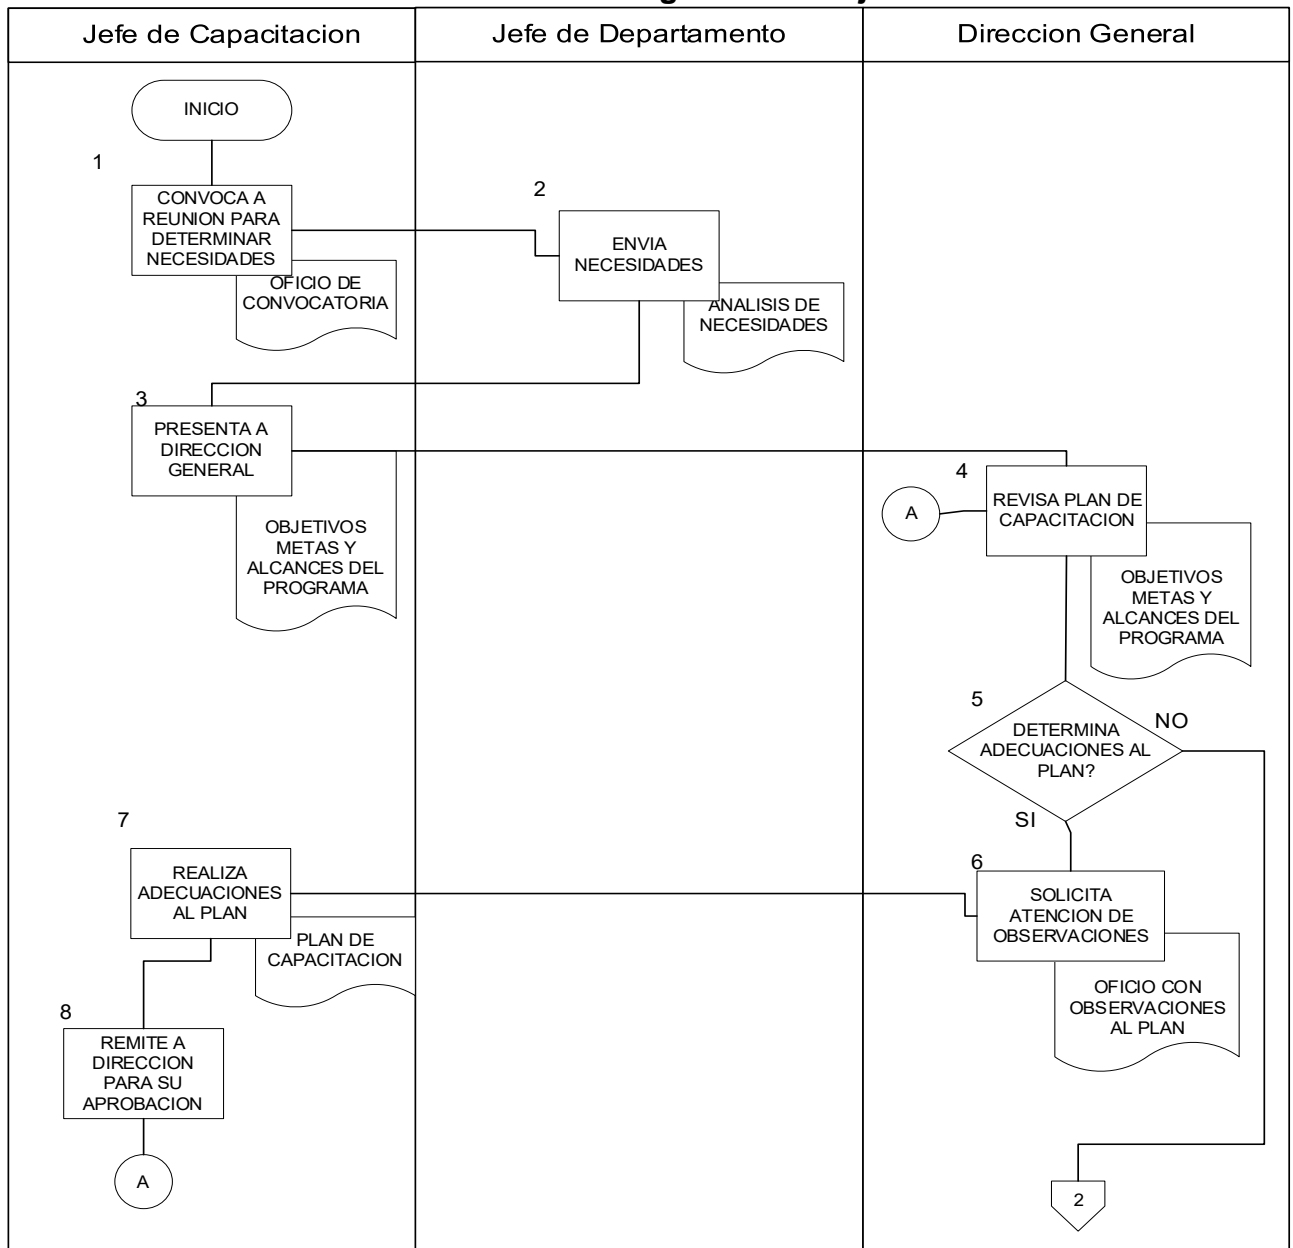 Jefe de Capacitacion
Jefe de Departamento
Direccion General
INICIO
1
CONVOCA A
REUNION PARA
DETERMINAR
NECESIDADES
OFICIO DE
CONVOCATORIA
2
ENVIA
NECESIDADES
ANALISIS DE
NECESIDADES
3
PRESENTA A
DIRECCION
GENERAL
OBJETIVOS
METAS Y
ALCANCES DEL
PROGRAMA
4
A
REVISA PLAN DE
CAPACITACION
OBJETIVOS
METAS Y
ALCANCES DEL
PROGRAMA
5
DETERMINA
ADECUACIONES AL
PLAN?
NO
SI
6
SOLICITA
ATENCION DE
OBSERVACIONES
OFICIO CON
OBSERVACIONES
AL PLAN
7
REALIZA
ADECUACIONES
AL PLAN
PLAN DE
CAPACITACION
8
REMITE A
DIRECCION
PARA SU
APROBACION
A
2